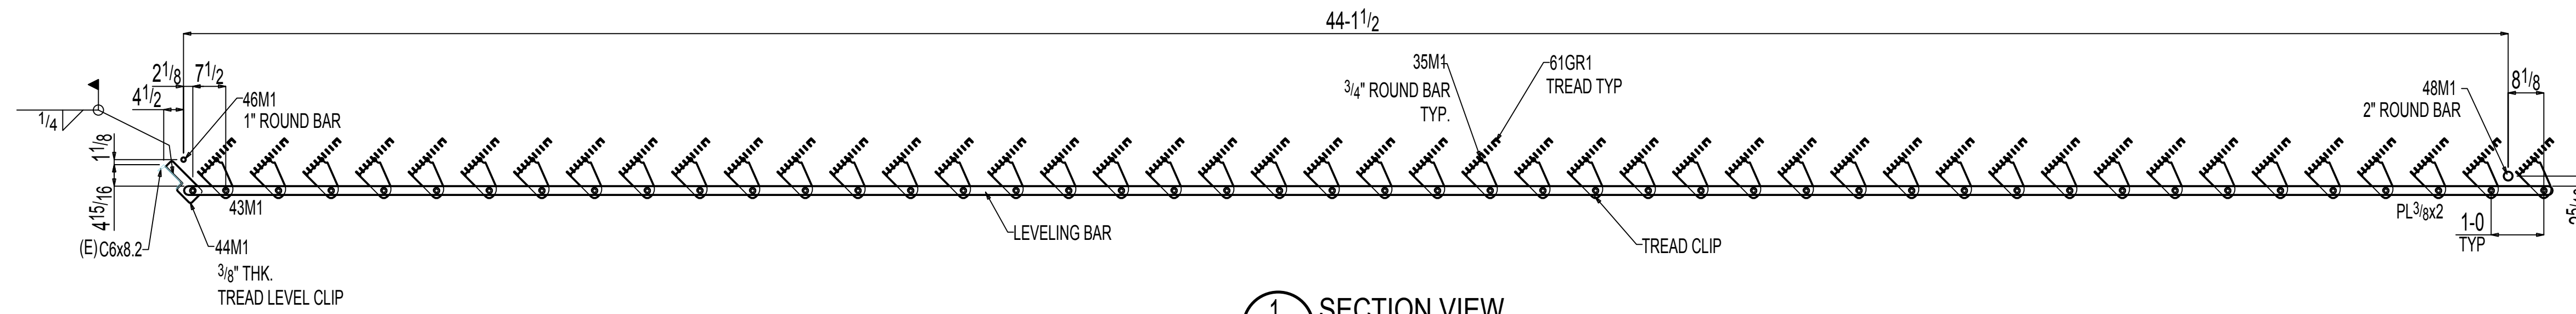 44-1 1/2
35M1
3/4" ROUND BAR
TYP.
61GR1
TREAD TYP
2 1/8
7 1/2
4 1/2
46M1
1" ROUND BAR
1/4
1 1/8
4 15/16
43M1
(E) C6x8.2
44M1
3/8" THK.
TREAD LEVEL CLIP
LEVELING BAR
TREAD CLIP
48M1
2" ROUND BAR
8 1/8
PL 3/8x2
1-0
TYP
1
SECTION VIEW